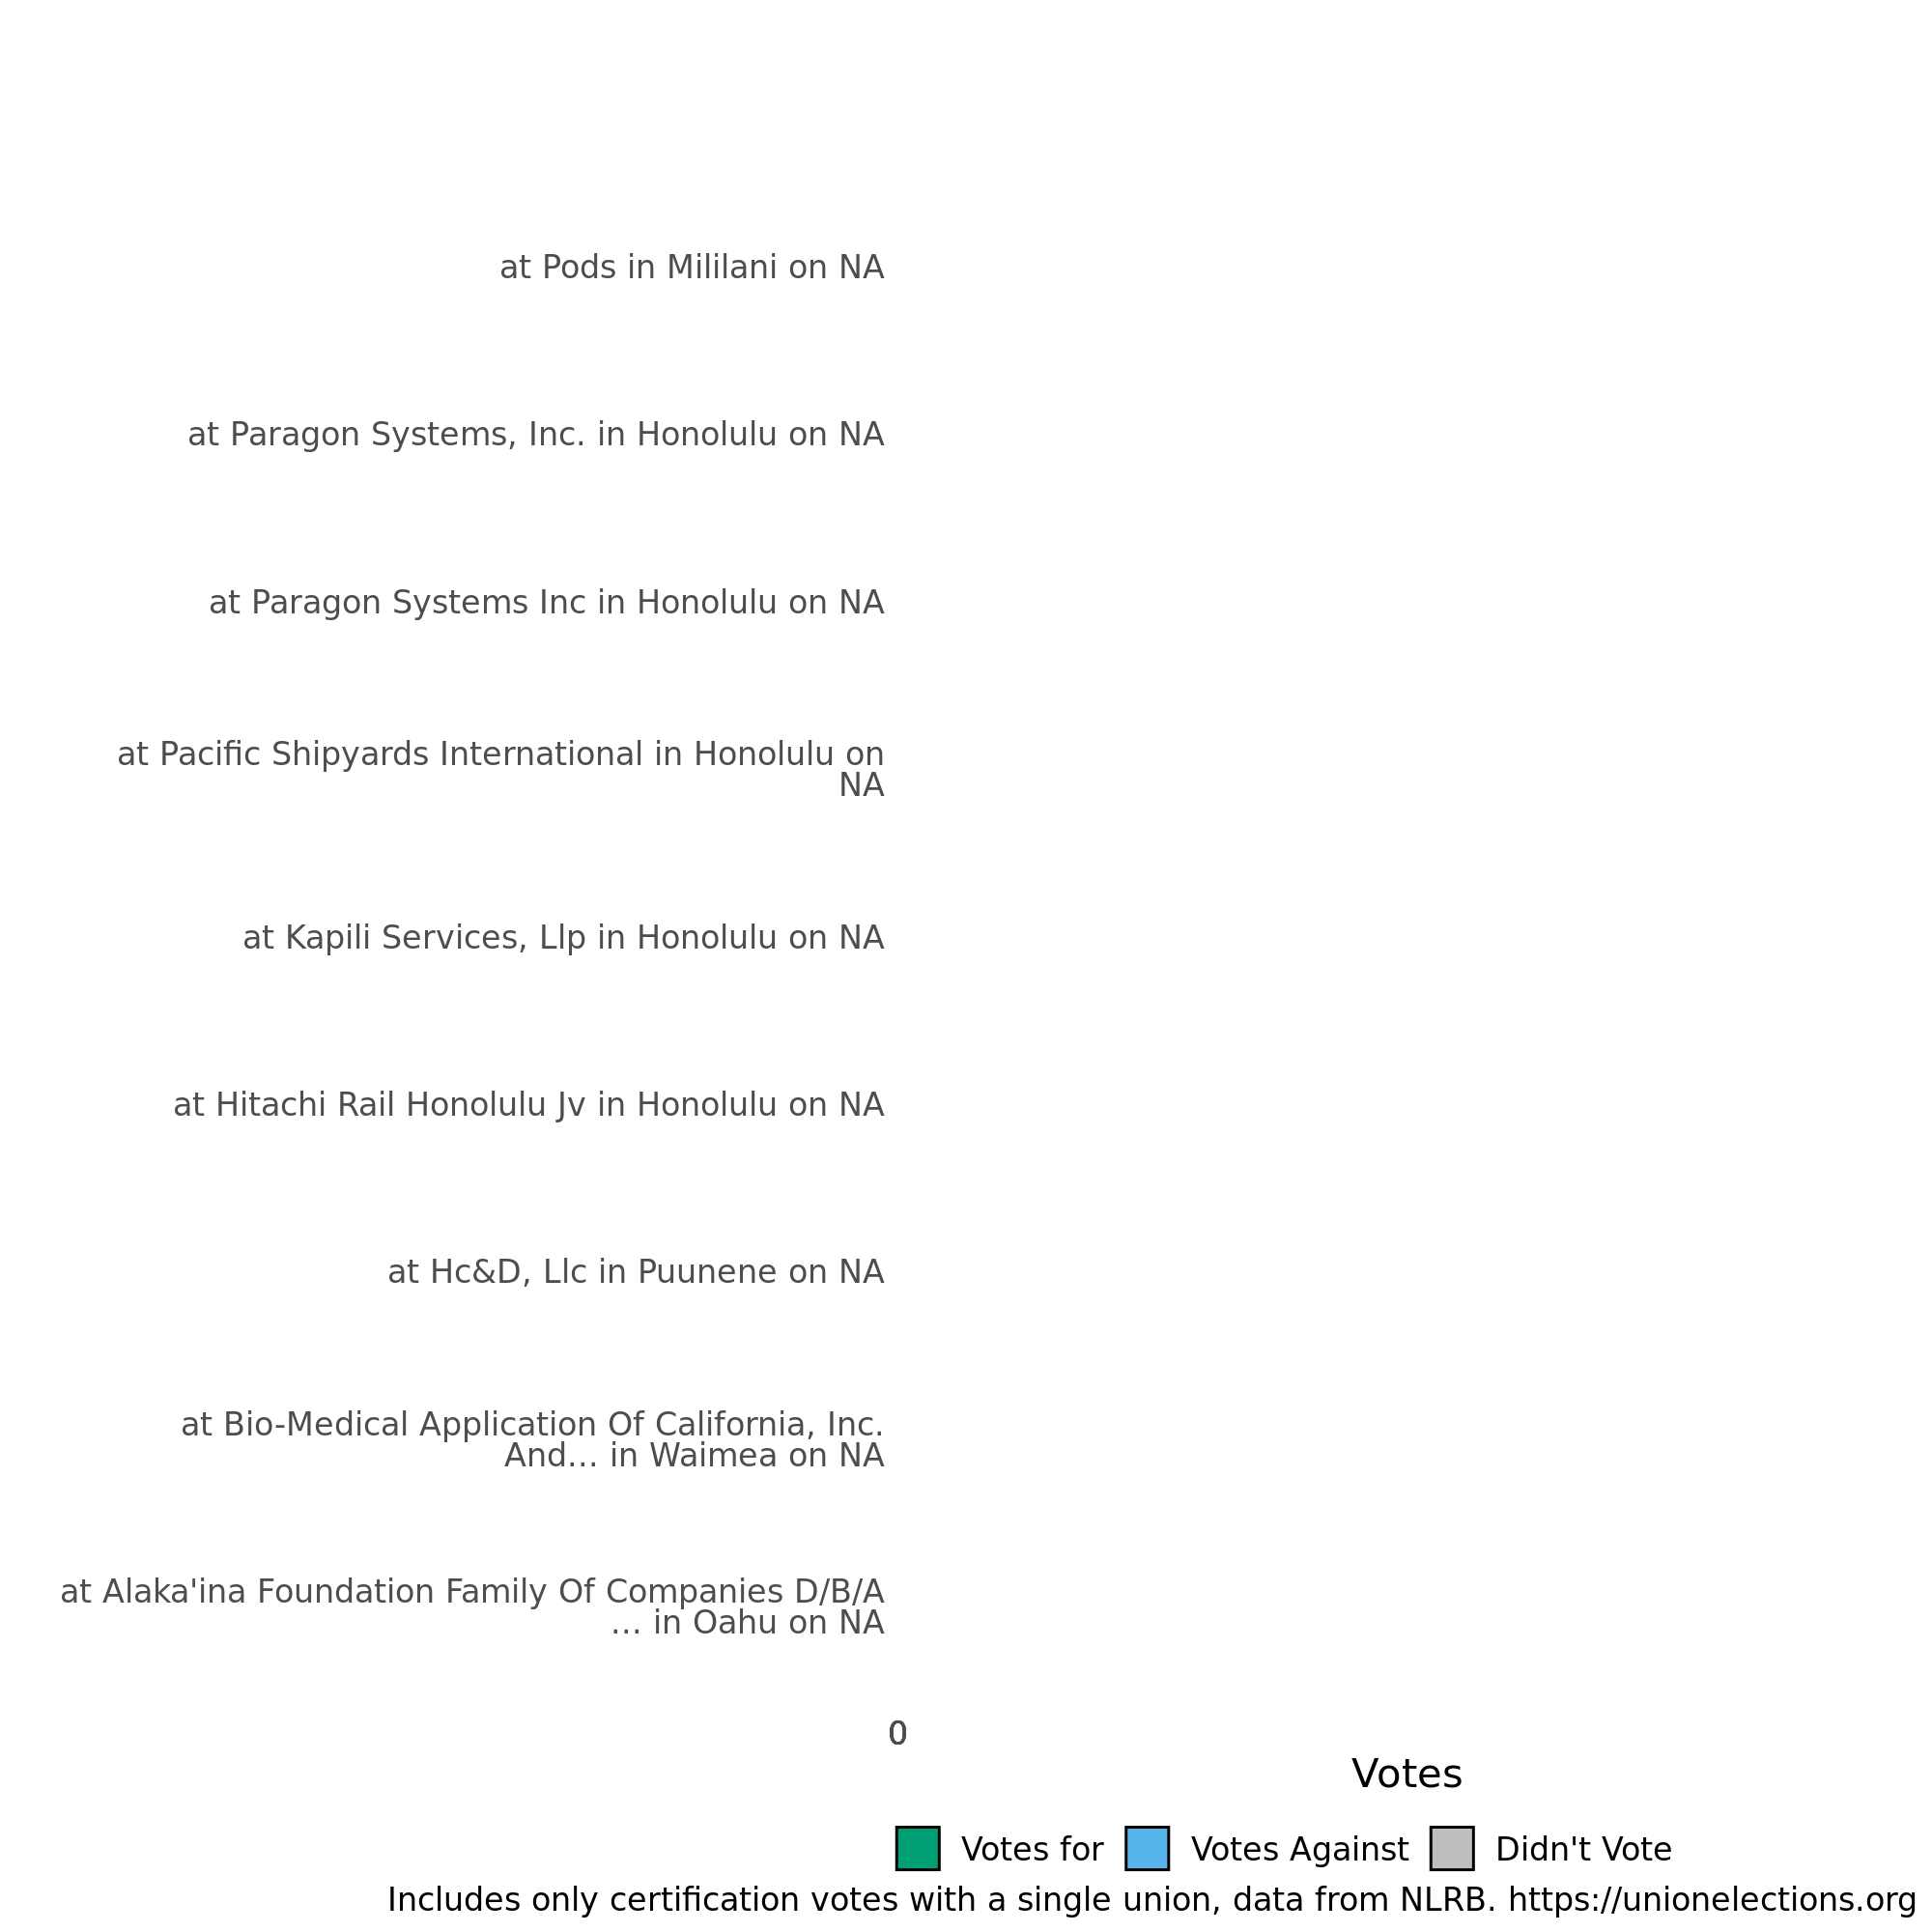 at Pods in Mililani on NA
at Paragon Systems, Inc. in Honolulu on NA
at Paragon Systems Inc in Honolulu on NA
at Pacific Shipyards International in Honolulu on
NA
at Kapili Services, Llp in Honolulu on NA
at Hitachi Rail Honolulu Jv in Honolulu on NA
at Hc&D, Llc in Puunene on NA
at Bio-Medical Application Of California, Inc.
And... in Waimea on NA
at Alaka'ina Foundation Family Of Companies D/B/A
... in Oahu on NA
0
Votes
Votes for Votes Against Didn't Vote
Includes only certification votes with a single union, data from NLRB. https://unionelections.org